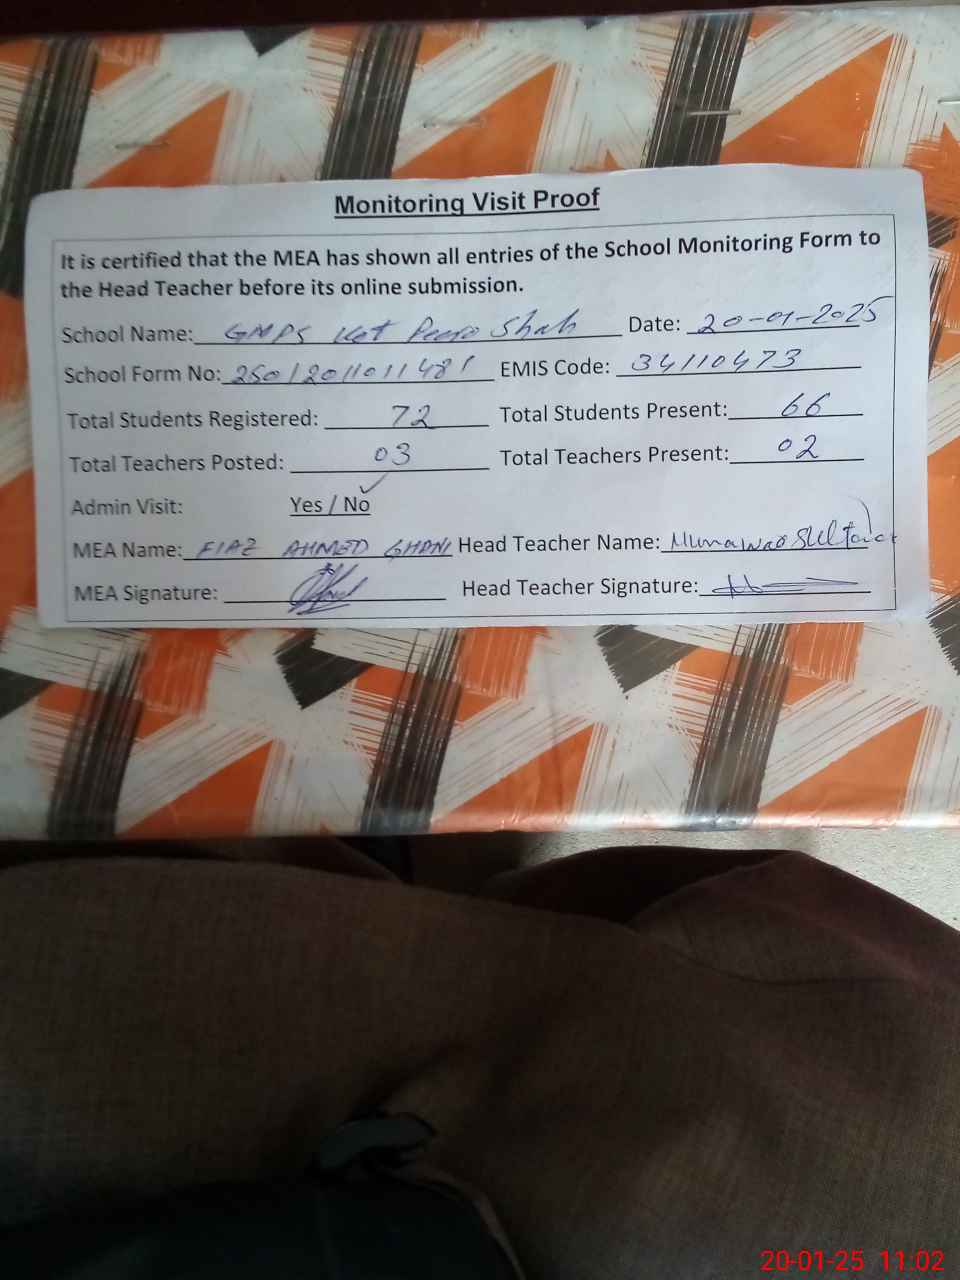 Monitoring Visit Proof
It is certified that the MEA has shown all entries of the School Monitoring Form to
the Head Teacher before its online submission.
School Name: GMPS Kot Peero Shah Date: 20-01-2025
School Form No: 25012011011481 EMIS Code: 34110473
Total Students Registered: 72 Total Students Present: 66
Total Teachers Posted: 03 Total Teachers Present: 02
Admin Visit: Yes / No
MEA Name: FIAZ AHMED GHANI Head Teacher Name: Munawar
MEA Signature: Head Teacher Signature:
20-01-25 11:02